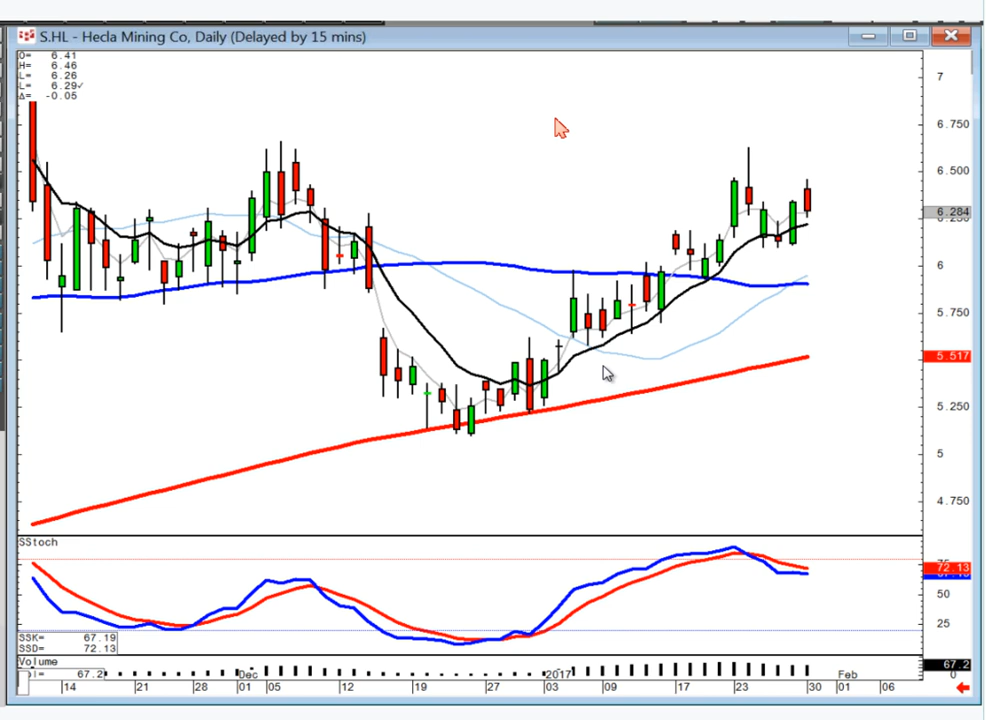 S.HL - Hecla Mining Co, Daily (Delayed by 15 mins)
O= 6.41
H= 6.46
L= 6.26
L= 6.29✓
Δ= -0.05
7
6.750
6.500
6.284
6
5.750
5.517
5.250
5
4.750
SStoch
72.13
50
25
SSK= 67.19
SSD= 72.13
Volume
67.2
67.2
0
14 21 28 01 Dec 05 12 19 27 03 2017 09 17 23 30 01 Feb 06